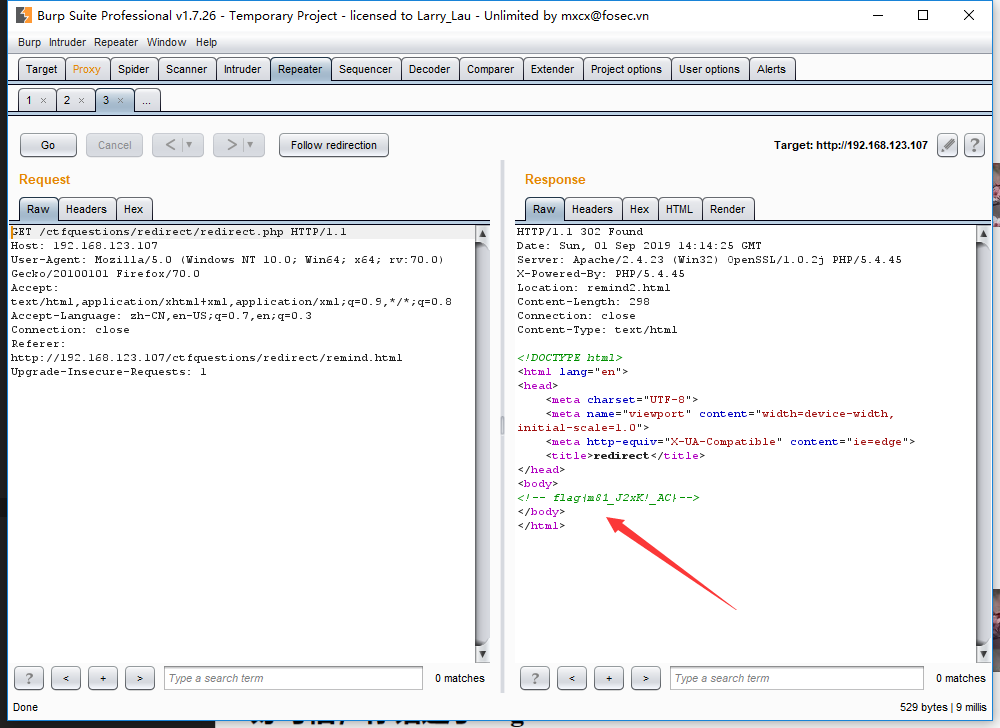 Burp Suite Professional v1.7.26 - Temporary Project - licensed to Larry_Lau - Unlimited by mxcx@fosec.vn
Burp Intruder Repeater Window Help
Target Proxy Spider Scanner Intruder Repeater Sequencer Decoder Comparer Extender Project options User options Alerts
1 × 2 × 3 × ...
Go Cancel < > Follow redirection Target: http://192.168.123.107 ?
Request
Raw Headers Hex
GET /ctfquestions/redirect/redirect.php HTTP/1.1
Host: 192.168.123.107
User-Agent: Mozilla/5.0 (Windows NT 10.0; Win64; x64; rv:70.0)
Gecko/20100101 Firefox/70.0
Accept:
text/html,application/xhtml+xml,application/xml;q=0.9,*/*;q=0.8
Accept-Language: zh-CN,en-US;q=0.7,en;q=0.3
Connection: close
Referer:
http://192.168.123.107/ctfquestions/redirect/remind.html
Upgrade-Insecure-Requests: 1
? < + > Type a search term 0 matches
Response
Raw Headers Hex HTML Render
HTTP/1.1 302 Found
Date: Sun, 01 Sep 2019 14:14:25 GMT
Server: Apache/2.4.23 (Win32) OpenSSL/1.0.2j PHP/5.4.45
X-Powered-By: PHP/5.4.45
Location: remind2.html
Content-Length: 298
Connection: close
Content-Type: text/html
<!DOCTYPE html>
<html lang="en">
<head>
<meta charset="UTF-8">
<meta name="viewport" content="width=device-width,
initial-scale=1.0">
<meta http-equiv="X-UA-Compatible" content="ie=edge">
<title>redirect</title>
</head>
<body>
<!-- flag{m81_J2xK!_AC}-->
</body>
</html>
? < + > Type a search term 0 matches
Done 529 bytes | 9 millis